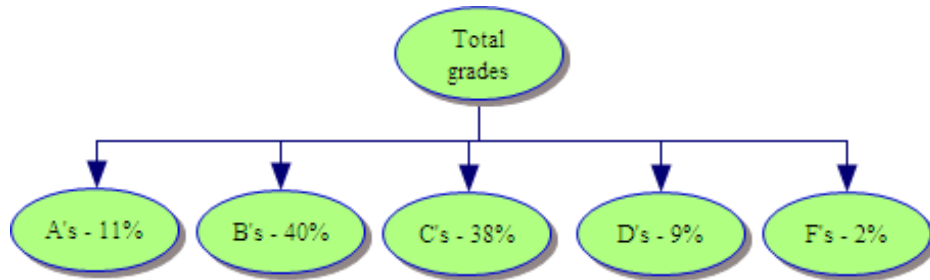 Total
grades
A's - 11%
B's - 40%
C's - 38%
D's - 9%
F's - 2%